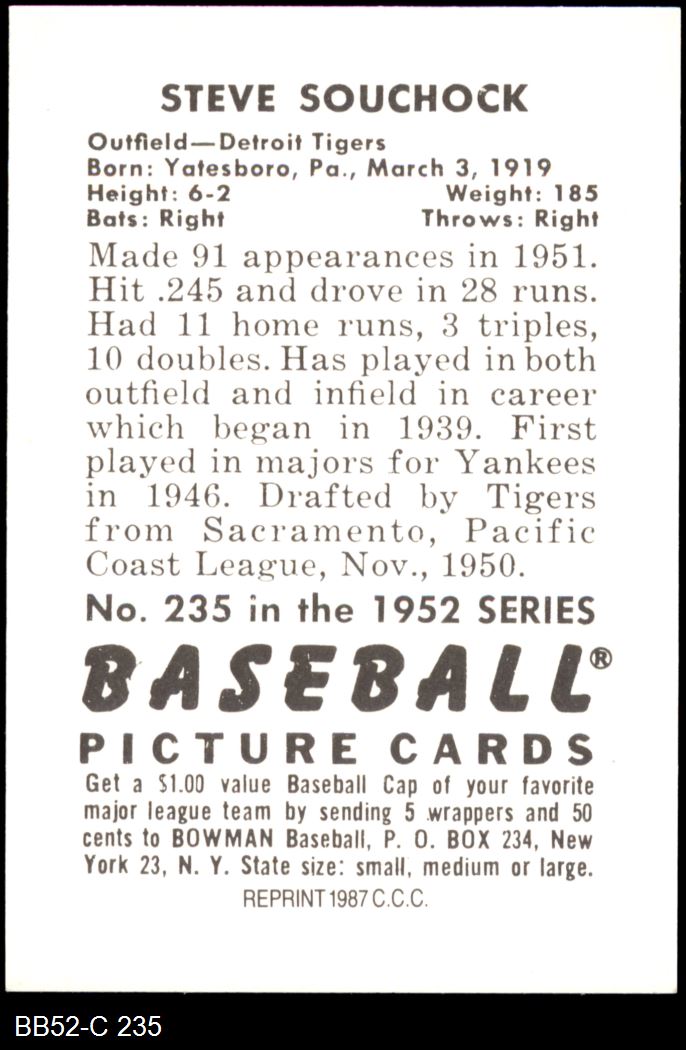 STEVE SOUCHOCK
Outfield—Detroit Tigers
Born: Yatesboro, Pa., March 3, 1919
Height: 6-2 Weight: 185
Bats: Right Throws: Right
Made 91 appearances in 1951.
Hit .245 and drove in 28 runs.
Had 11 home runs, 3 triples,
10 doubles. Has played in both
outfield and infield in career
which began in 1939. First
played in majors for Yankees
in 1946. Drafted by Tigers
from Sacramento, Pacific
Coast League, Nov., 1950.
No. 235 in the 1952 SERIES
BASEBALL®
PICTURE CARDS
Get a $1.00 value Baseball Cap of your favorite
major league team by sending 5 wrappers and 50
cents to BOWMAN Baseball, P. O. BOX 234, New
York 23, N. Y. State size: small, medium or large.
REPRINT 1987 C.C.C.
BB52-C 235